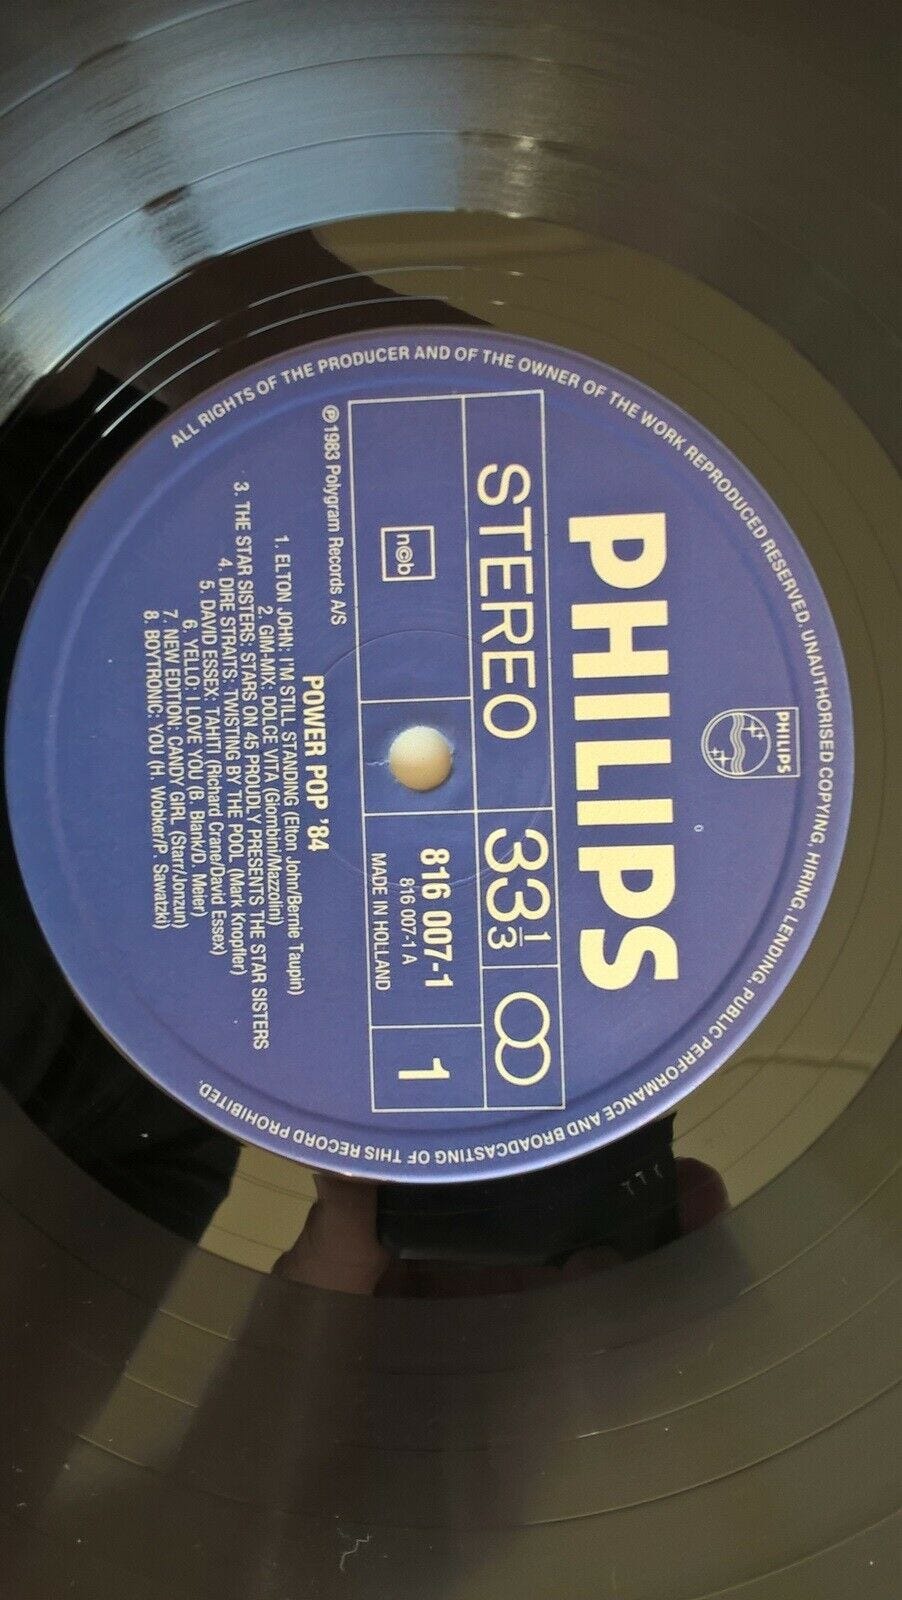 ALL RIGHTS OF THE PRODUCER AND OF THE OWNER OF THE WORK REPRODUCED RESERVED. UNAUTHORISED COPYING, HIRING, LENDING, PUBLIC PERFORMANCE AND BROADCASTING OF THIS RECORD PROHIBITED.
PHILIPS
PHILIPS
STEREO 33 1/3
n©b
816 007-1
816 007-1 A
MADE IN HOLLAND
1
℗ 1983 Polygram Records A/S
POWER POP '84
1. ELTON JOHN: I'M STILL STANDING (Elton John/Bernie Taupin)
2. GIM-MIX: DOLCE VITA (Glombini/Mazzolini)
3. THE STAR SISTERS: STARS ON 45 PROUDLY PRESENTS THE STAR SISTERS
4. DIRE STRAITS: TWISTING BY THE POOL (Mark Knopfler)
5. DAVID ESSEX: TAHITI (Richard Crane/David Essex)
6. YELLO: I LOVE YOU (B. Blank/D. Meier)
7. NEW EDITION: CANDY GIRL (Starr/Jonzun)
8. BOYTRONIC: YOU (H. Wobker/P. Sawatzki)